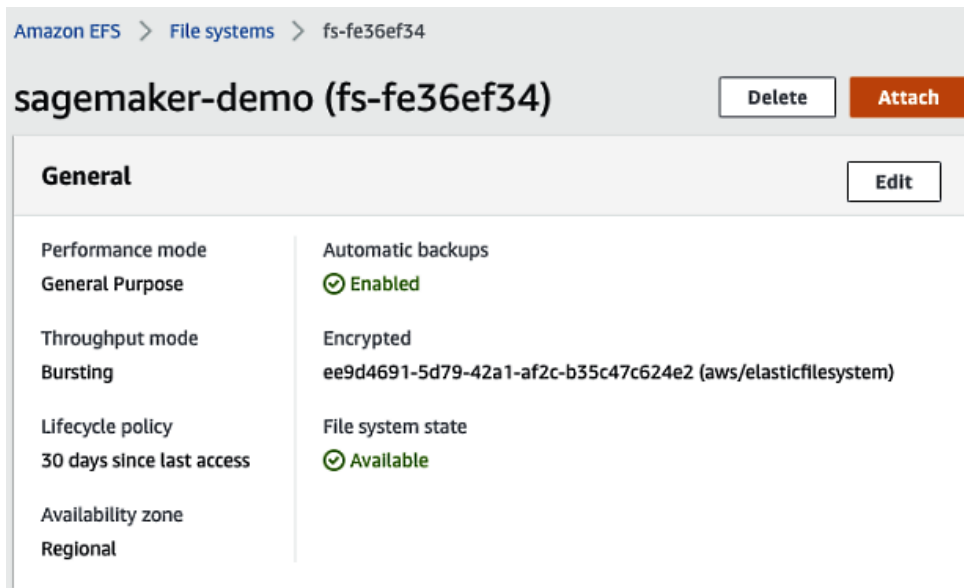 Amazon EFS > File systems > fs-fe36ef34
sagemaker-demo (fs-fe36ef34)
Delete
Attach
General
Edit
Performance mode
General Purpose
Throughput mode
Bursting
Lifecycle policy
30 days since last access
Availability zone
Regional
Automatic backups
Enabled
Encrypted
ee9d4691-5d79-42a1-af2c-b35c47c624e2 (aws/elasticfilesystem)
File system state
Available